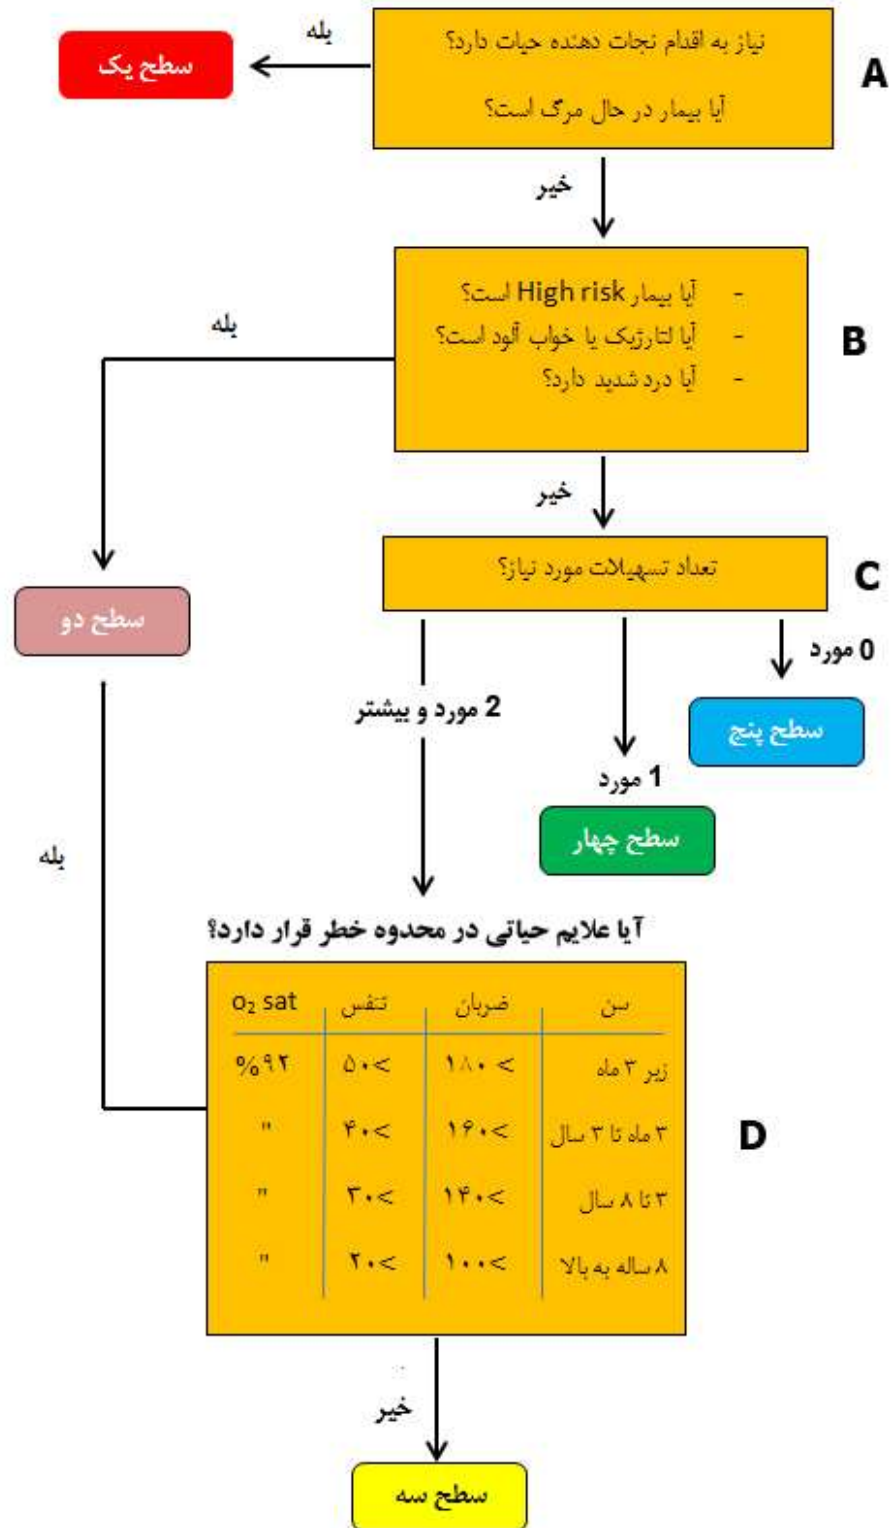 نیاز به اقدام نجات دهنده حیات دارد؟
آیا بیمار در حال مرگ است؟
A
بله
سطح یک
خیر
- آیا بیمار High risk است؟
- آیا لتارژیک یا خواب آلود است؟
- آیا درد شدید دارد؟
B
بله
سطح دو
خیر
تعداد تسهیلات مورد نیاز؟
C
0 مورد
سطح پنج
1 مورد
سطح چهار
2 مورد و بیشتر
بله
آیا علایم حیاتی در محدوده خطر قرار دارد؟
سن ضربان تنفس o₂ sat
زیر ۳ ماه >۱۸۰ < >۵۰< %۹۲
۳ ماه تا ۳ سال >۱۶۰< >۴۰< "
۳ تا ۸ سال >۱۴۰< >۳۰< "
۸ ساله به بالا >۱۰۰< >۲۰< "
D
خیر
سطح سه